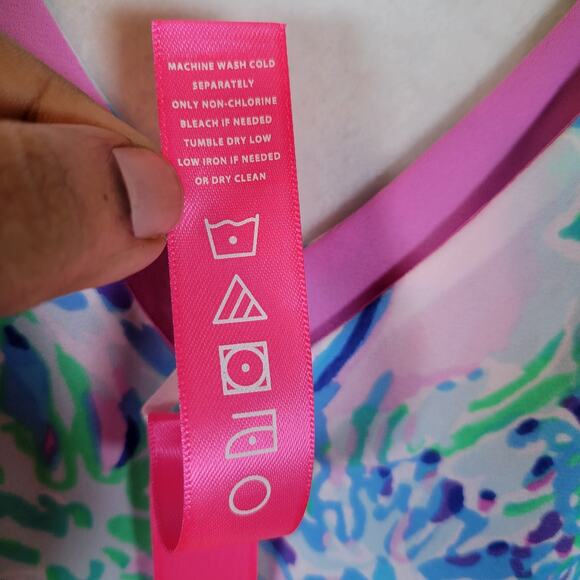 MACHINE WASH COLD
SEPARATELY
ONLY NON-CHLORINE
BLEACH IF NEEDED
TUMBLE DRY LOW
LOW IRON IF NEEDED
OR DRY CLEAN